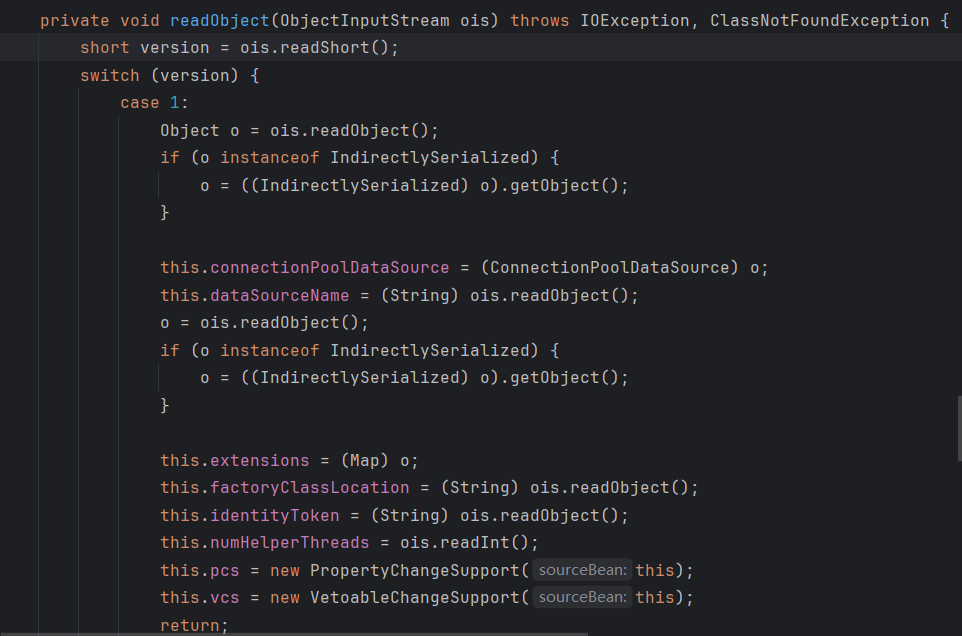 private void readObject(ObjectInputStream ois) throws IOException, ClassNotFoundException {
short version = ois.readShort();
switch (version) {
case 1:
Object o = ois.readObject();
if (o instanceof IndirectlySerialized) {
o = ((IndirectlySerialized) o).getObject();
}
this.connectionPoolDataSource = (ConnectionPoolDataSource) o;
this.dataSourceName = (String) ois.readObject();
o = ois.readObject();
if (o instanceof IndirectlySerialized) {
o = ((IndirectlySerialized) o).getObject();
}
this.extensions = (Map) o;
this.factoryClassLocation = (String) ois.readObject();
this.identityToken = (String) ois.readObject();
this.numHelperThreads = ois.readInt();
this.pcs = new PropertyChangeSupport( sourceBean: this);
this.vcs = new VetoableChangeSupport( sourceBean: this);
return;